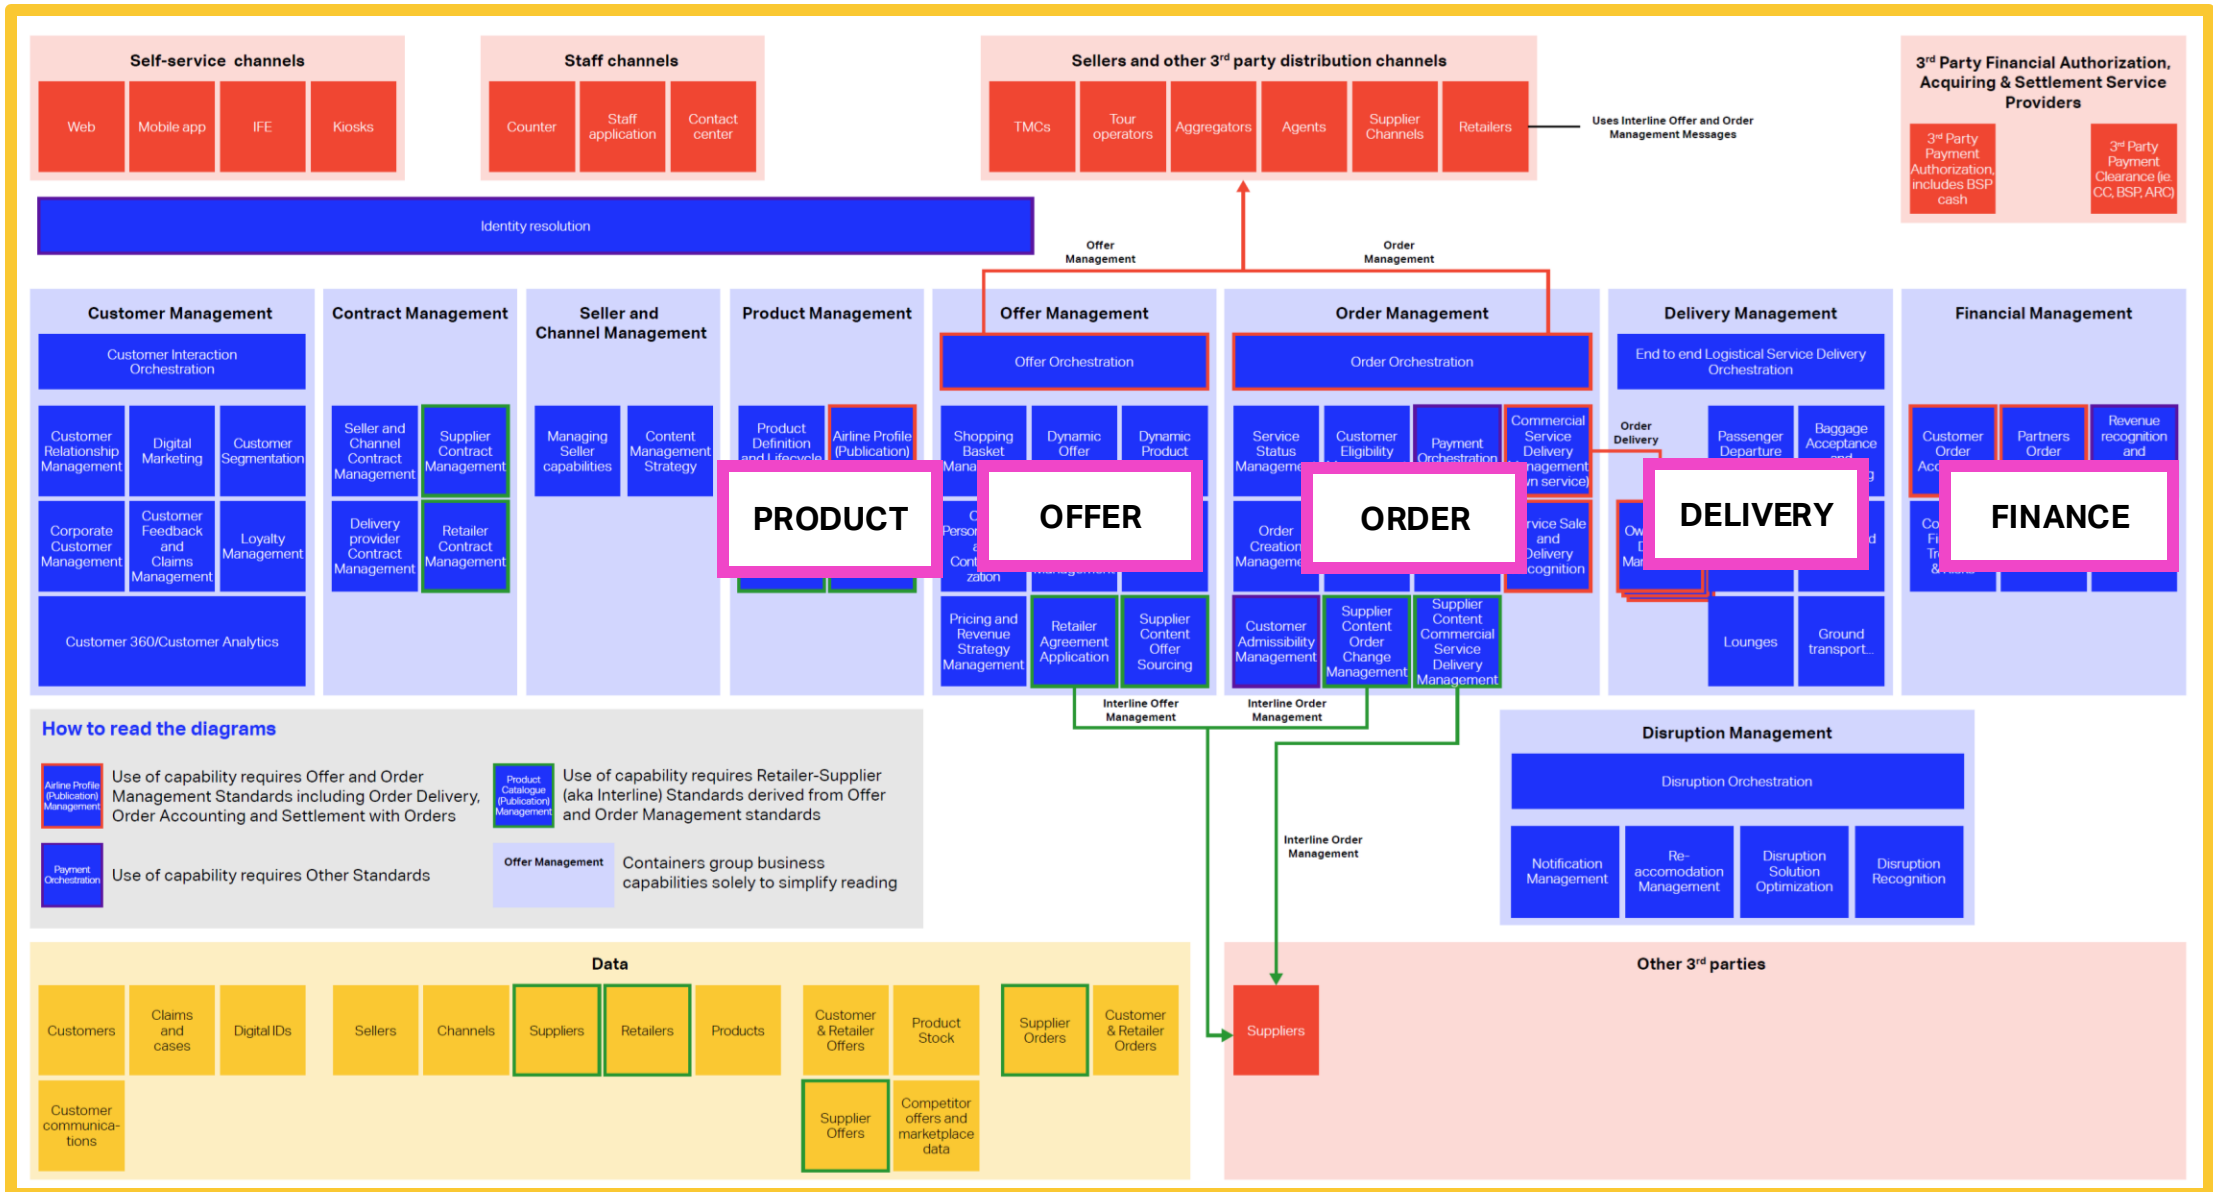 Self-service channels
Web
Mobile app
IFE
Kiosks
Staff channels
Counter
Staff
application
Contact
center
Sellers and other 3rd party distribution channels
TMCs
Tour
operators
Aggregators
Agents
Supplier
Channels
Retailers
Uses Interline Offer and Order
Management Messages
3rd Party Financial Authorization,
Acquiring & Settlement Service
Providers
3rd Party
Payment
Authorization,
includes BSP
cash
3rd Party
Payment
Clearance (ie.
CC, BSP, ARC)
Identity resolution
Offer
Management
Order
Management
Customer Management
Customer Interaction
Orchestration
Customer
Relationship
Management
Digital
Marketing
Customer
Segmentation
Corporate
Customer
Management
Customer
Feedback
and
Claims
Management
Loyalty
Management
Customer 360/Customer Analytics
Contract Management
Seller and
Channel
Contract
Management
Supplier
Contract
Management
Delivery
provider
Contract
Management
Retailer
Contract
Management
Seller and
Channel Management
Managing
Seller
capabilities
Content
Management
Strategy
Product Management
Product
Definition
and Lifecycle
Airline Profile
(Publication)
PRODUCT
Offer Management
Offer Orchestration
Shopping
Basket
Dynamic
Offer
Dynamic
Product
OFFER
zation
Pricing and
Revenue
Strategy
Management
Retailer
Agreement
Application
Supplier
Content
Offer
Sourcing
Order Management
Order Orchestration
Service
Status
Customer
Eligibility
Payment
Orchestration
Commercial
Service
Delivery
ORDER
Order
Creation
and
Delivery
Customer
Admissibility
Management
Supplier
Content
Order
Change
Management
Supplier
Content
Commercial
Service
Delivery
Management
Order
Delivery
Delivery Management
End to end Logistical Service Delivery
Orchestration
Passenger
Departure
Baggage
Acceptance
and
DELIVERY
Lounges
Ground
transport...
Financial Management
Customer
Order
Partners
Order
Revenue
recognition
and
FINANCE
Interline Offer
Management
Interline Order
Management
How to read the diagrams
Airline Profile
(Publication)
Management
Use of capability requires Offer and Order
Management Standards including Order Delivery,
Order Accounting and Settlement with Orders
Product
Catalogue
(Publication)
Management
Use of capability requires Retailer-Supplier
(aka Interline) Standards derived from Offer
and Order Management standards
Payment
Orchestration
Use of capability requires Other Standards
Offer Management
Containers group business
capabilities solely to simplify reading
Interline Order
Management
Disruption Management
Disruption Orchestration
Notification
Management
Re-
accomodation
Management
Disruption
Solution
Optimization
Disruption
Recognition
Data
Customers
Claims
and
cases
Digital IDs
Sellers
Channels
Suppliers
Retailers
Products
Customer
& Retailer
Offers
Product
Stock
Supplier
Orders
Customer
& Retailer
Orders
Customer
communica-
tions
Supplier
Offers
Competitor
offers and
marketplace
data
Other 3rd parties
Suppliers